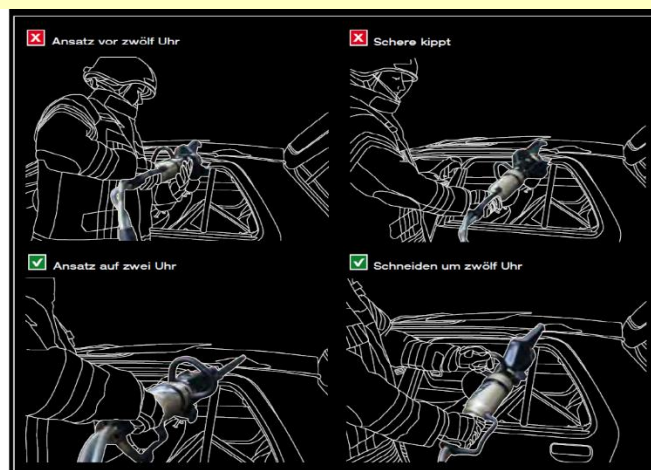 Ansatz vor zwölf Uhr
Schere kippt
Ansatz auf zwei Uhr
Schneiden um zwölf Uhr